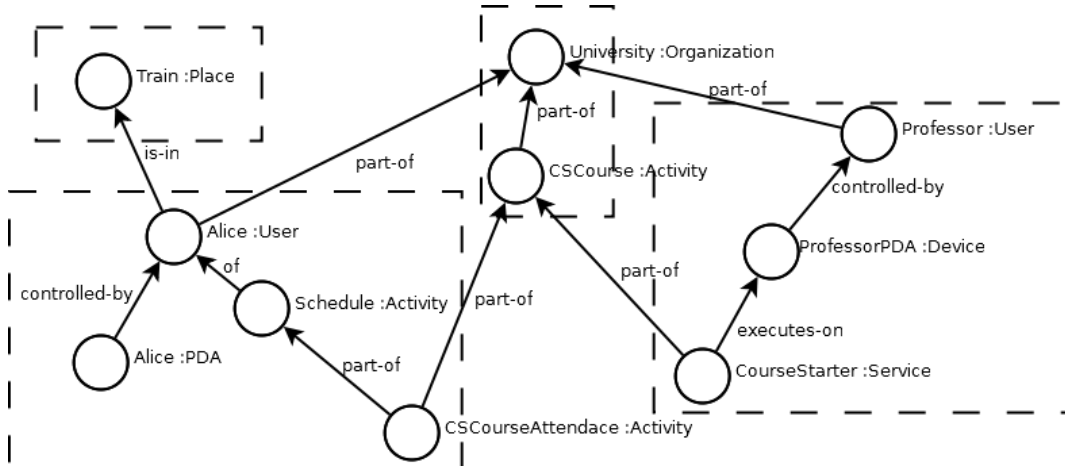 University :Organization
Train :Place
part-of
part-of
Professor :User
is-in
part-of
CSCourse :Activity
controlled-by
Alice :User
of
ProfessorPDA :Device
part-of
controlled-by
part-of
Schedule :Activity
executes-on
Alice :PDA
part-of
CourseStarter :Service
CSCourseAttendace :Activity